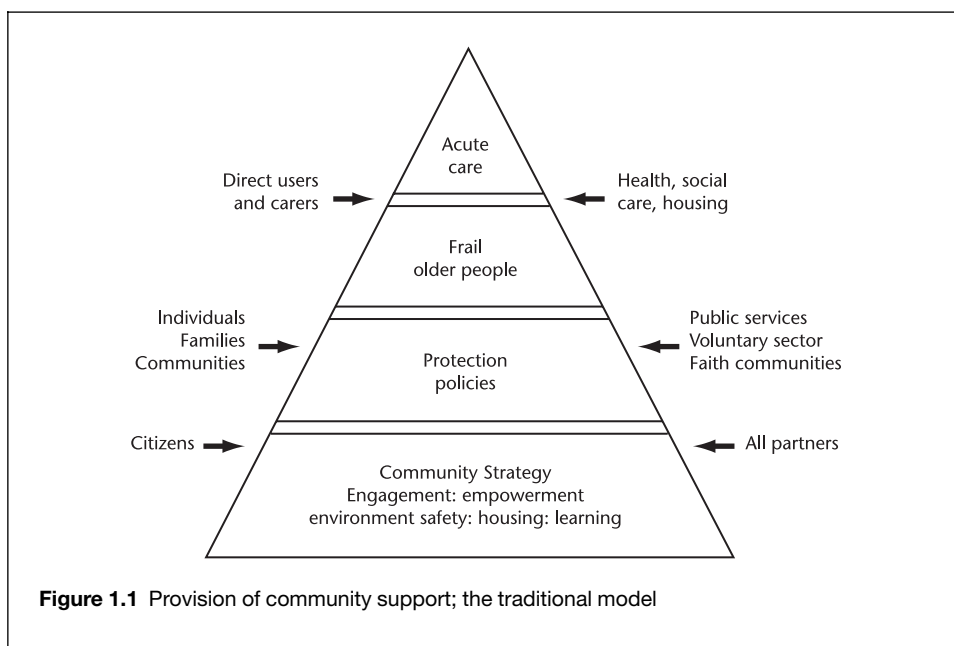 Acute
care
Direct users
and carers
Health, social
care, housing
Frail
older people
Individuals
Families
Communities
Public services
Voluntary sector
Faith communities
Protection
policies
Citizens
All partners
Community Strategy
Engagement: empowerment
environment safety: housing: learning
Figure 1.1 Provision of community support; the traditional model